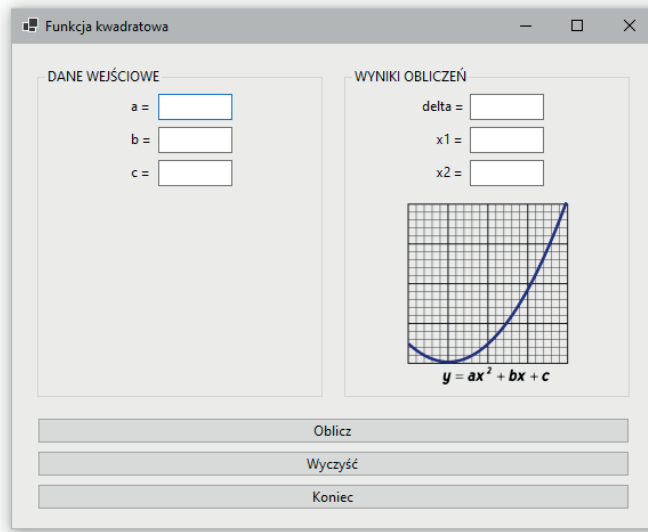 Funkcja kwadratowa
DANE WEJŚCIOWE
a =
b =
c =
WYNIKI OBLICZEŃ
delta =
x1 =
x2 =
y = ax² + bx + c
Oblicz
Wyczyść
Koniec